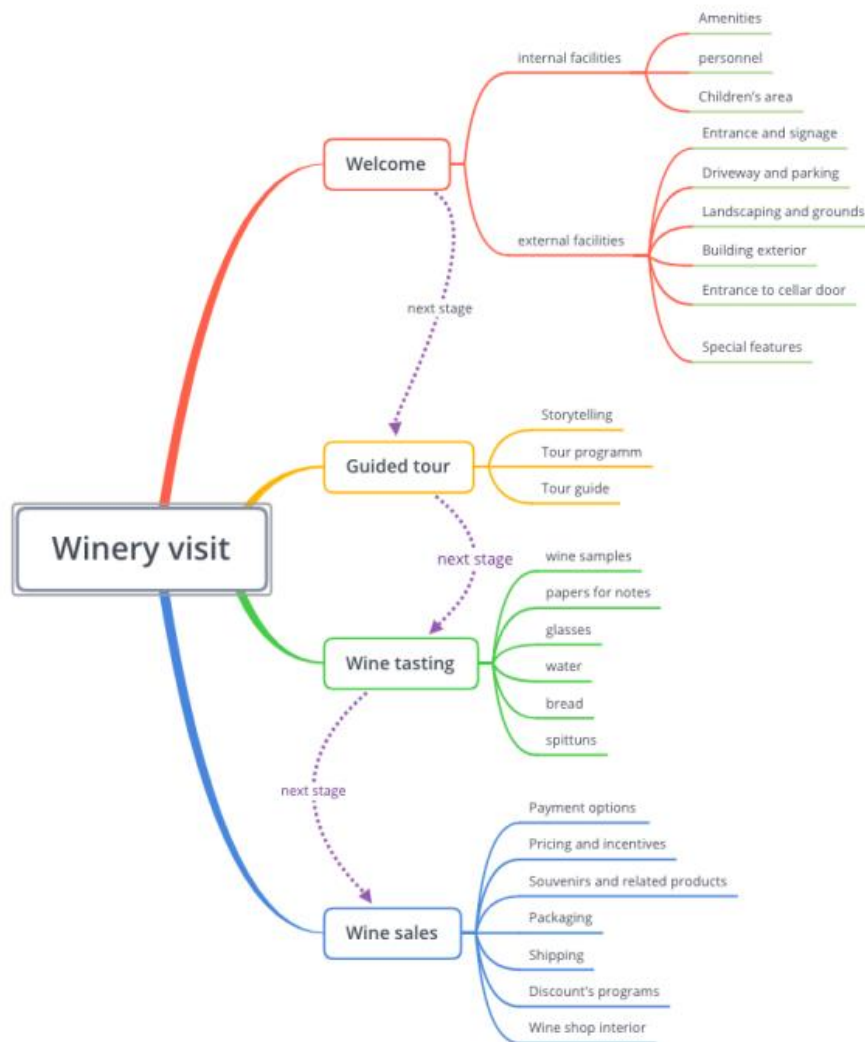 Winery visit
Welcome
internal facilities
Amenities
personnel
Children's area
external facilities
Entrance and signage
Driveway and parking
Landscaping and grounds
Building exterior
Entrance to cellar door
Special features
next stage
Guided tour
Storytelling
Tour programm
Tour guide
next stage
Wine tasting
wine samples
papers for notes
glasses
water
bread
spittuns
next stage
Wine sales
Payment options
Pricing and incentives
Souvenirs and related products
Packaging
Shipping
Discount's programs
Wine shop interior